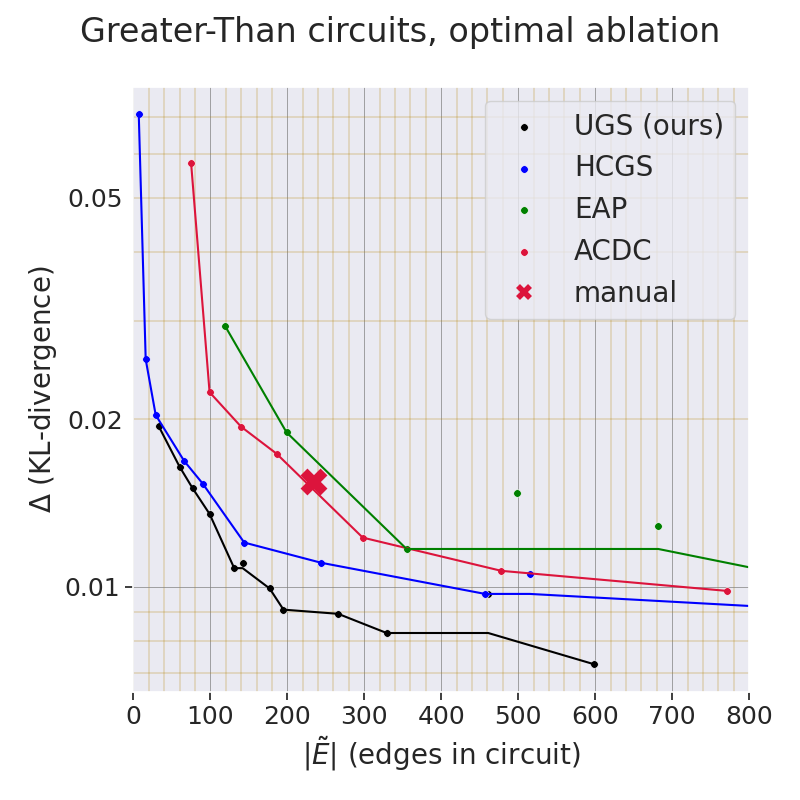 Greater-Than circuits, optimal ablation
UGS (ours)
HCGS
EAP
ACDC
manual
Δ (KL-divergence)
0.05
0.02
0.01
0 100 200 300 400 500 600 700 800
|Ẽ| (edges in circuit)